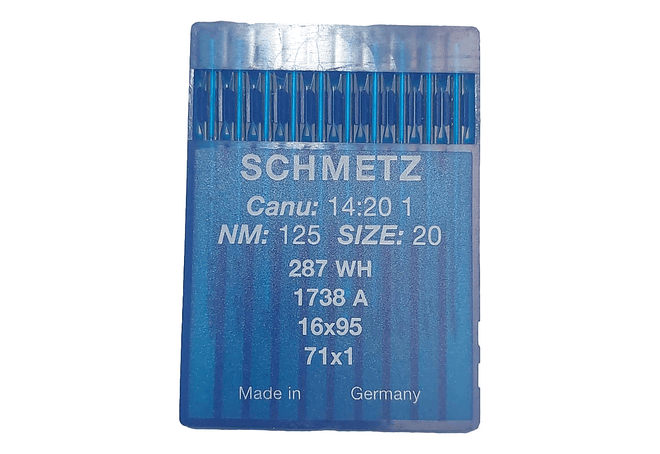 SCHMETZ
Canu: 14:20 1
NM: 125 SIZE: 20
287 WH
1738 A
16x95
71x1
Made in Germany